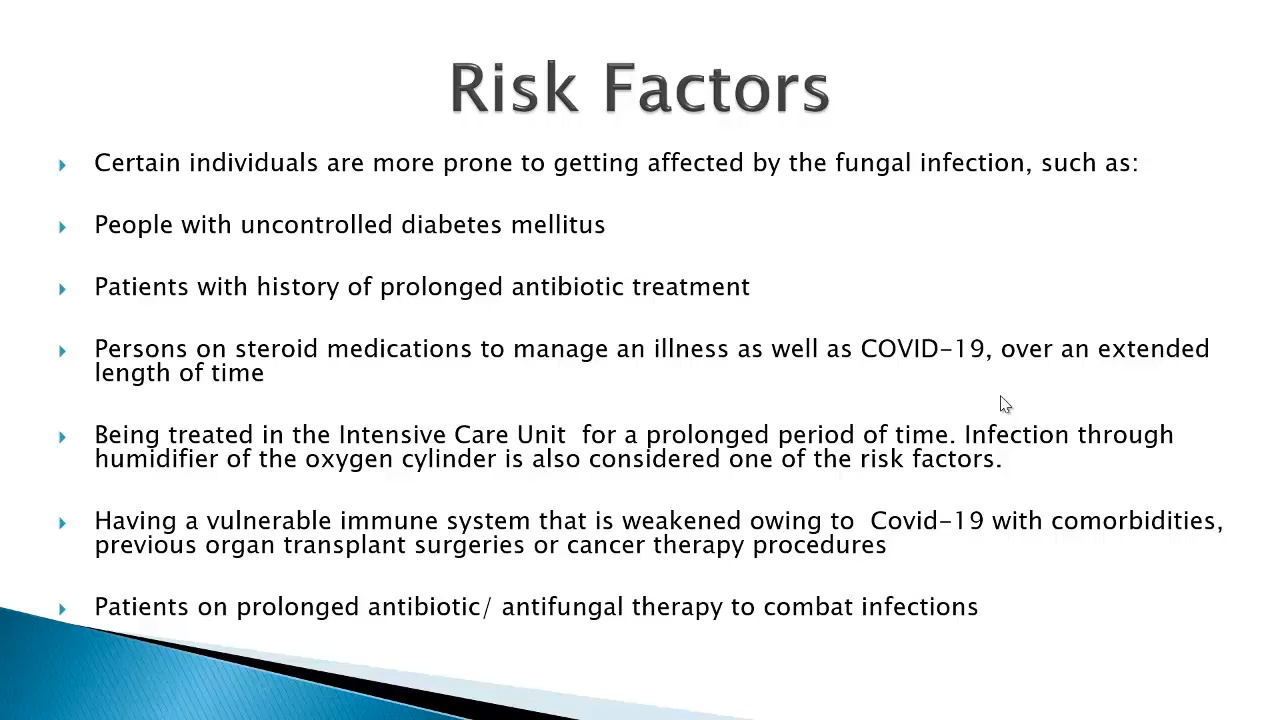 Risk Factors
Certain individuals are more prone to getting affected by the fungal infection, such as:
People with uncontrolled diabetes mellitus
Patients with history of prolonged antibiotic treatment
Persons on steroid medications to manage an illness as well as COVID-19, over an extended
length of time
Being treated in the Intensive Care Unit  for a prolonged period of time. Infection through
humidifier of the oxygen cylinder is also considered one of the risk factors.
Having a vulnerable immune system that is weakened owing to  Covid-19 with comorbidities,
previous organ transplant surgeries or cancer therapy procedures
Patients on prolonged antibiotic/ antifungal therapy to combat infections